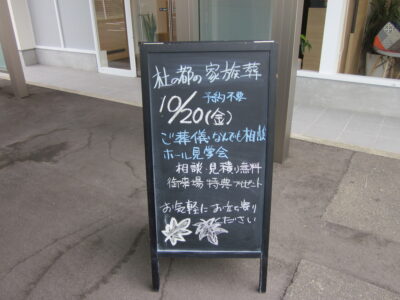 杜の都の家族葬
10/20(金) 予約不要
ご葬儀なんでも相談
ホール見学会
相談・見積り無料
御来場特典プレゼント
お気軽にお立ち寄り
ください